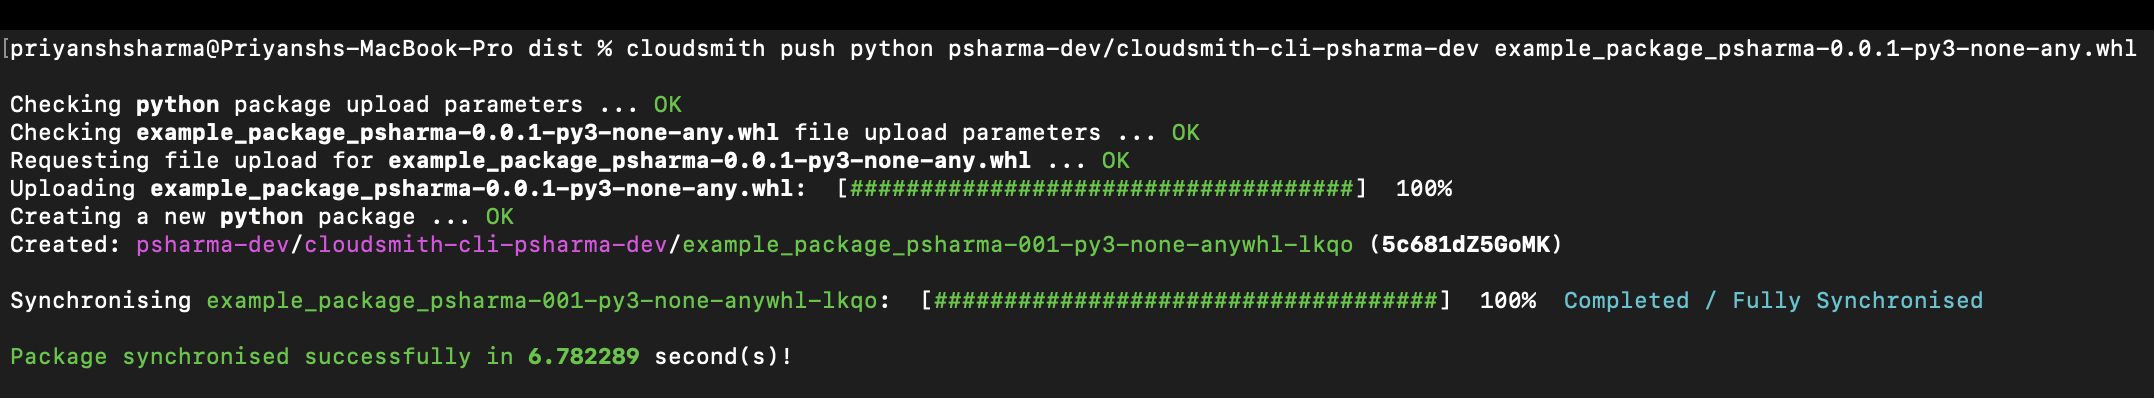 [priyanshsharma@Priyanshs-MacBook-Pro dist % cloudsmith push python psharma-dev/cloudsmith-cli-psharma-dev example_package_psharma-0.0.1-py3-none-any.whl
Checking python package upload parameters ... OK
Checking example_package_psharma-0.0.1-py3-none-any.whl file upload parameters ... OK
Requesting file upload for example_package_psharma-0.0.1-py3-none-any.whl ... OK
Uploading example_package_psharma-0.0.1-py3-none-any.whl:  [####################################]  100%
Creating a new python package ... OK
Created: psharma-dev/cloudsmith-cli-psharma-dev/example_package_psharma-001-py3-none-anywhl-lkqo (5c681dZ5GoMK)
Synchronising example_package_psharma-001-py3-none-anywhl-lkqo:  [####################################]  100%  Completed / Fully Synchronised
Package synchronised successfully in 6.782289 second(s)!